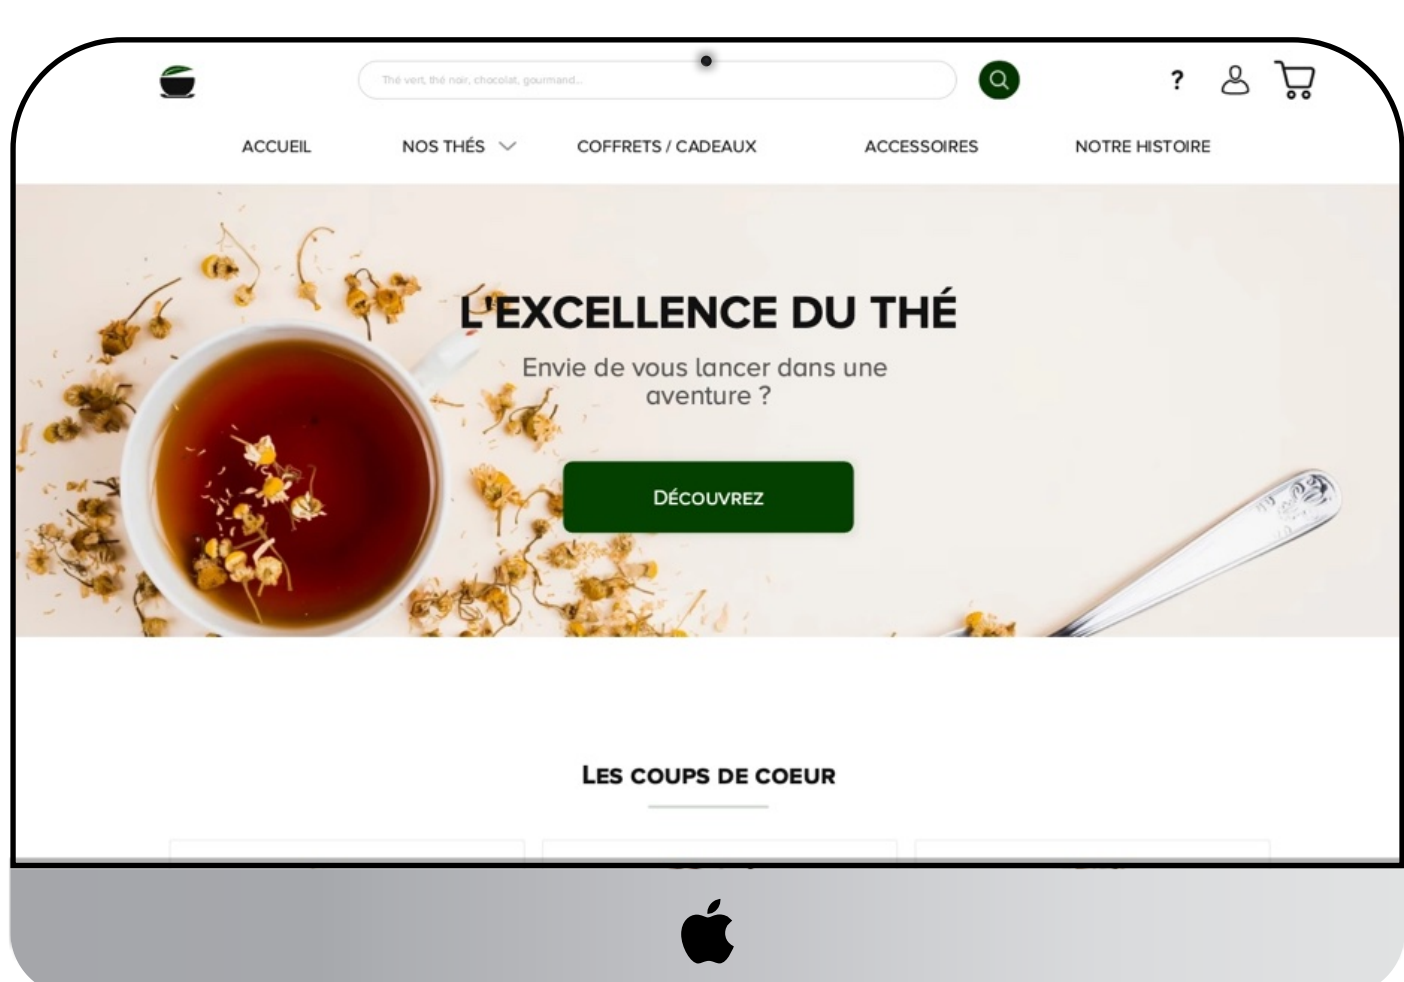 Thé vert, thé noir, chocolat, gourmand...
?
ACCUEIL
NOS THÉS
COFFRETS / CADEAUX
ACCESSOIRES
NOTRE HISTOIRE
L'EXCELLENCE DU THÉ
Envie de vous lancer dans une
aventure ?
DÉCOUVREZ
LES COUPS DE COEUR